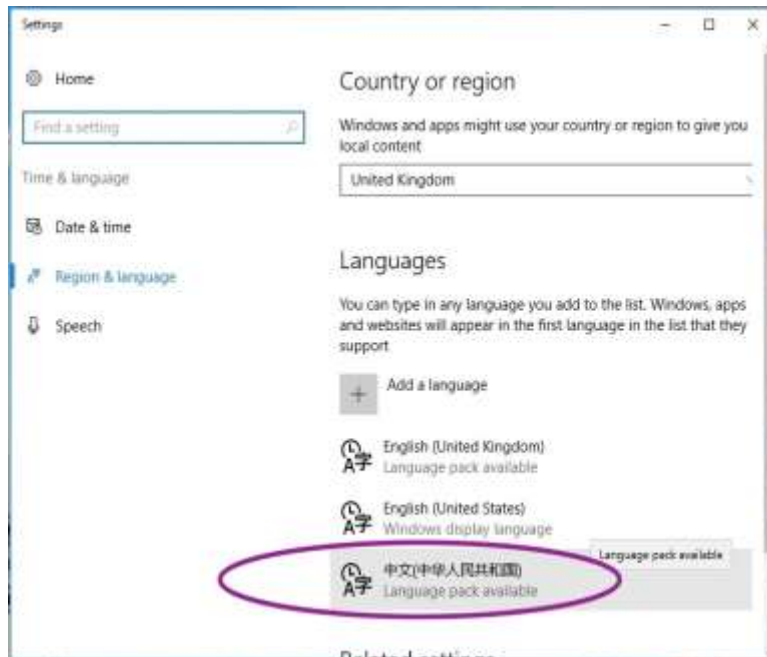 Settings
Home
Find a setting
Time & language
Date & time
Region & language
Speech
Country or region
Windows and apps might use your country or region to give you
local content
United Kingdom
Languages
You can type in any language you add to the list. Windows, apps
and websites will appear in the first language in the list that they
support
Add a language
English (United Kingdom)
Language pack available
English (United States)
Windows display language
Language pack available
中文(中华人民共和国)
Language pack available
Related settings